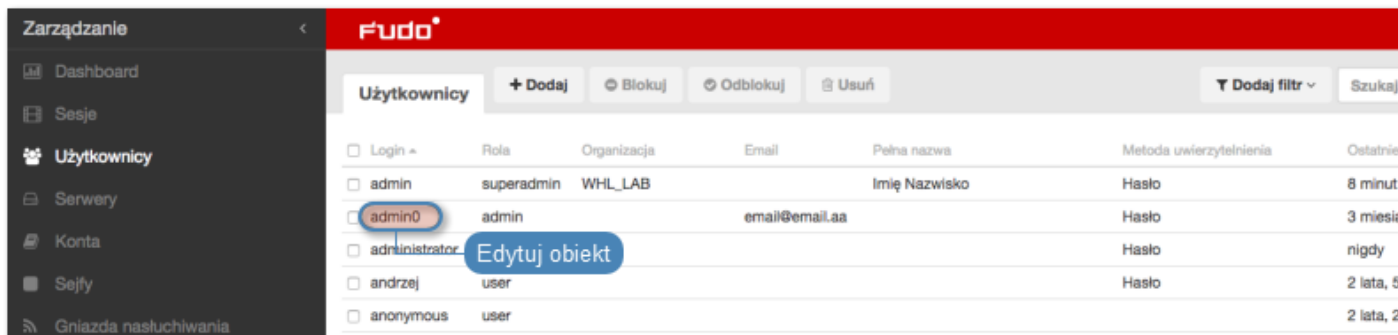 Zarządzanie
Fudo
Dashboard
Użytkownicy + Dodaj Blokuj Odblokuj Usuń Dodaj filtr Szukaj
Sesje
Użytkownicy
Login Rola Organizacja Email Pełna nazwa Metoda uwierzytelnienia Ostatnie
admin superadmin WHL_LAB Imię Nazwisko Hasło 8 minut
Serwery
admin0 admin email@email.aa Hasło 3 miesia
Konta
administrator Hasło nigdy
Edytuj obiekt
Sejfy
andrzej user Hasło 2 lata, 5
Gniazda nasłuchiwania
anonymous user 2 lata, 2